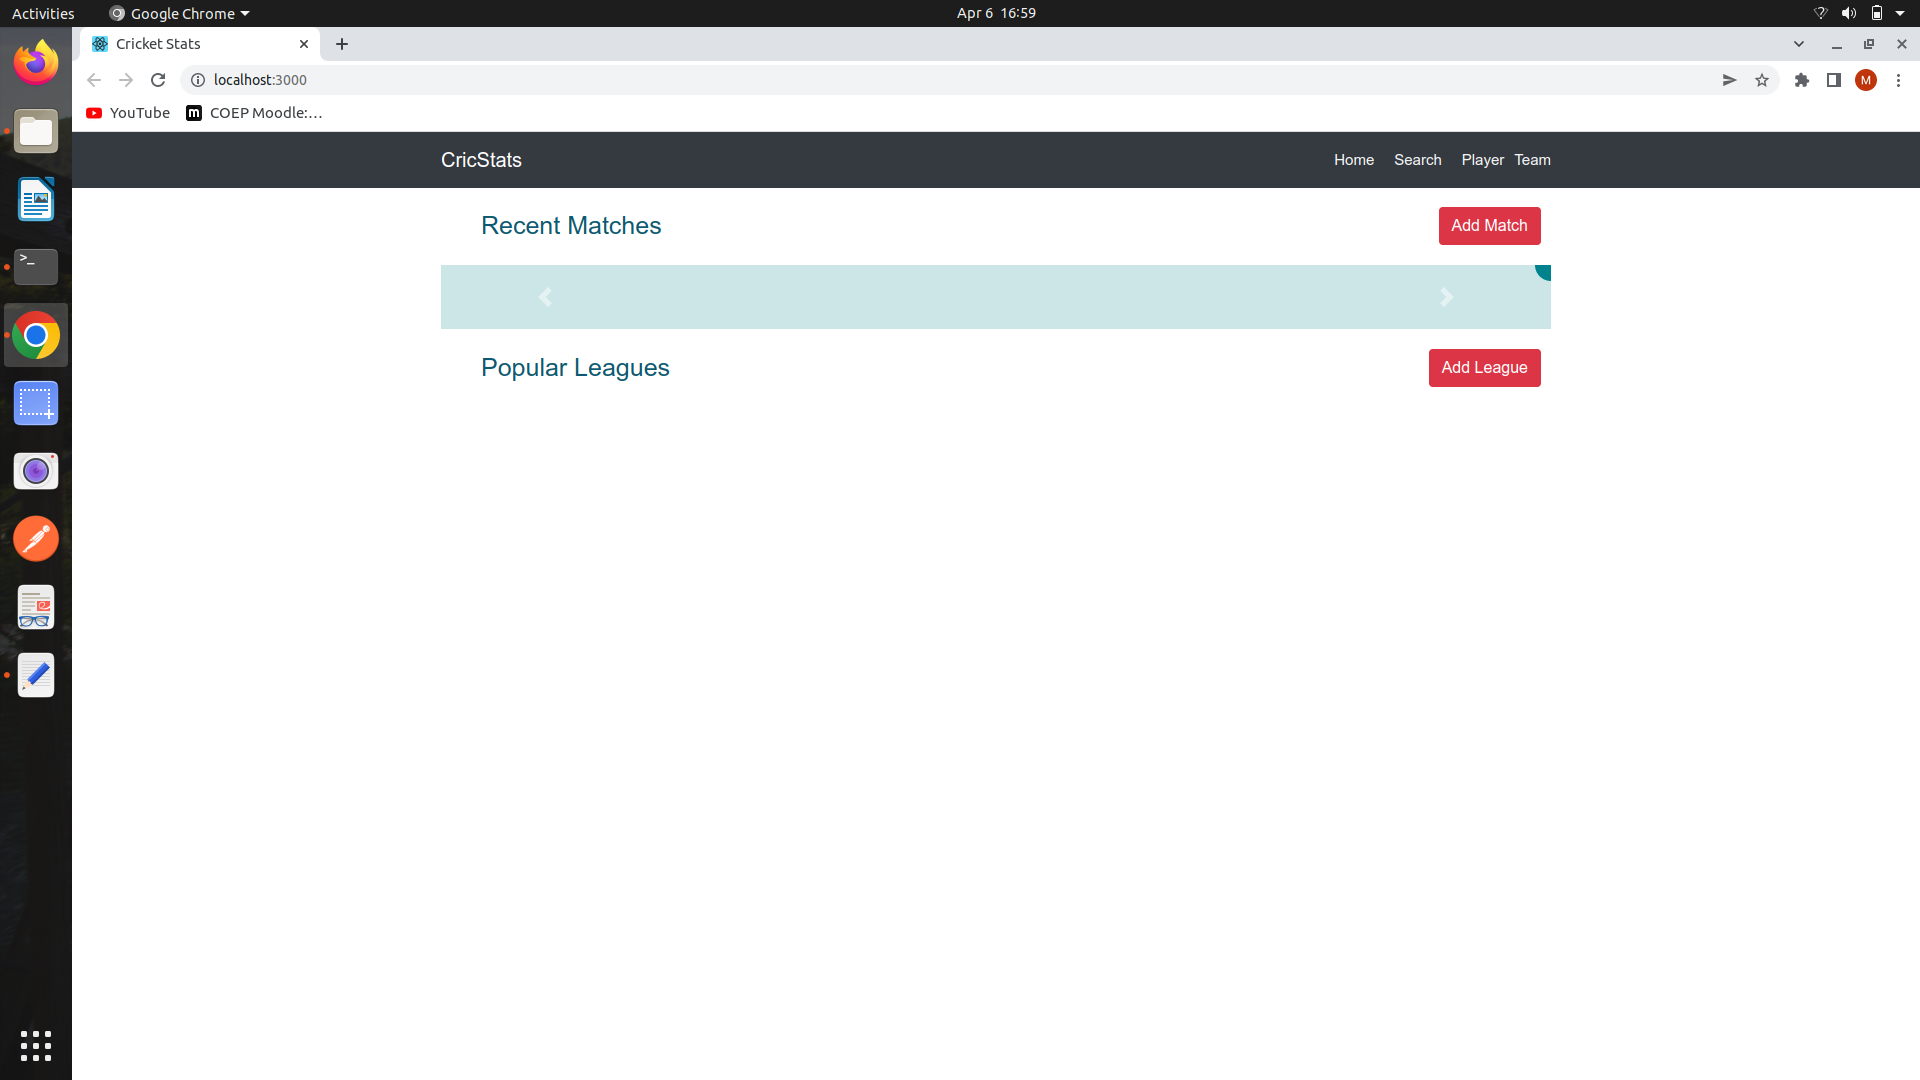 Activities
Google Chrome
Apr 6 16:59
Cricket Stats
localhost:3000
M
YouTube
m
COEP Moodle:…
CricStats
Home
Search
Player
Team
Recent Matches
Add Match
Popular Leagues
Add League
>_